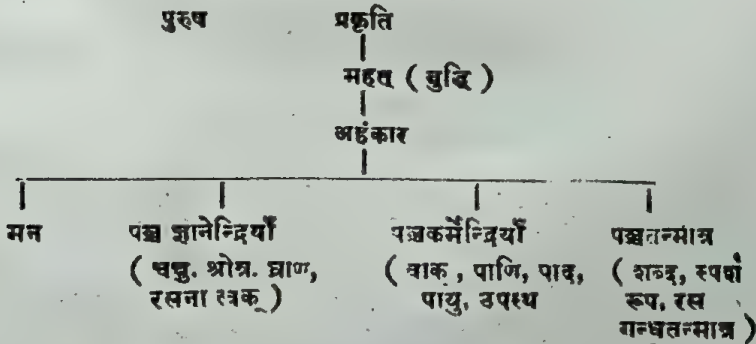 पुरुष प्रकृति
महत् ( बुद्धि )
अहंकार
मन पञ्च ज्ञानेन्द्रियाँ पञ्चकर्मेन्द्रियाँ पञ्चतन्मात्र
( चक्षु. श्रोत्र. घ्राण, ( वाक् , पाणि, पाद, ( शब्द, स्पर्श
रसना त्वक् ) पायु, उपस्थ रूप, रस
गन्धतन्मात्र )